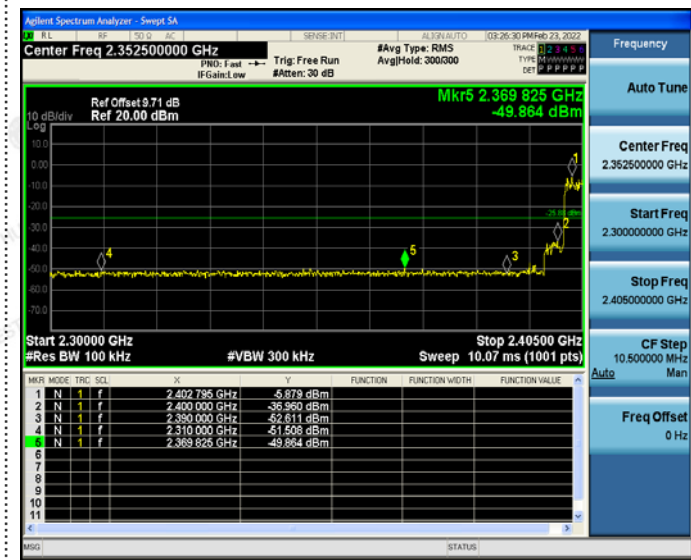 Agilent Spectrum Analyzer - Swept SA
RL RF 50 Ω AC SENSE:INT ALIGN AUTO 03:26:30 PM Feb 23, 2022
Center Freq 2.352500000 GHz
#Avg Type: RMS
TRACE 1 2 3 4 5 6
PNO: Fast
Trig: Free Run
Avg|Hold: 300/300
TYPE M
IFGain:Low
#Atten: 30 dB
DET P P P P P P
Frequency
Auto Tune
Ref Offset 9.71 dB
Mkr5 2.369 825 GHz
10 dB/div
Ref 20.00 dBm
-49.864 dBm
Log
10.0
0.00
-10.0
-20.0
-30.0
-40.0
-50.0
-60.0
-70.0
1
2
3
4
5
Center Freq
2.352500000 GHz
Start Freq
2.300000000 GHz
Stop Freq
2.405000000 GHz
CF Step
10.500000 MHz
Auto Man
Freq Offset
0 Hz
Start 2.30000 GHz
Stop 2.40500 GHz
#Res BW 100 kHz
#VBW 300 kHz
Sweep 10.07 ms (1001 pts)
MKR MODE TRC SCL X Y FUNCTION FUNCTION WIDTH FUNCTION VALUE
1 N 1 f 2.402 795 GHz -5.879 dBm
2 N 1 f 2.400 000 GHz -36.960 dBm
3 N 1 f 2.390 000 GHz -52.611 dBm
4 N 1 f 2.310 000 GHz -51.508 dBm
5 N 1 f 2.369 825 GHz -49.864 dBm
6
7
8
9
10
11
MSG
STATUS